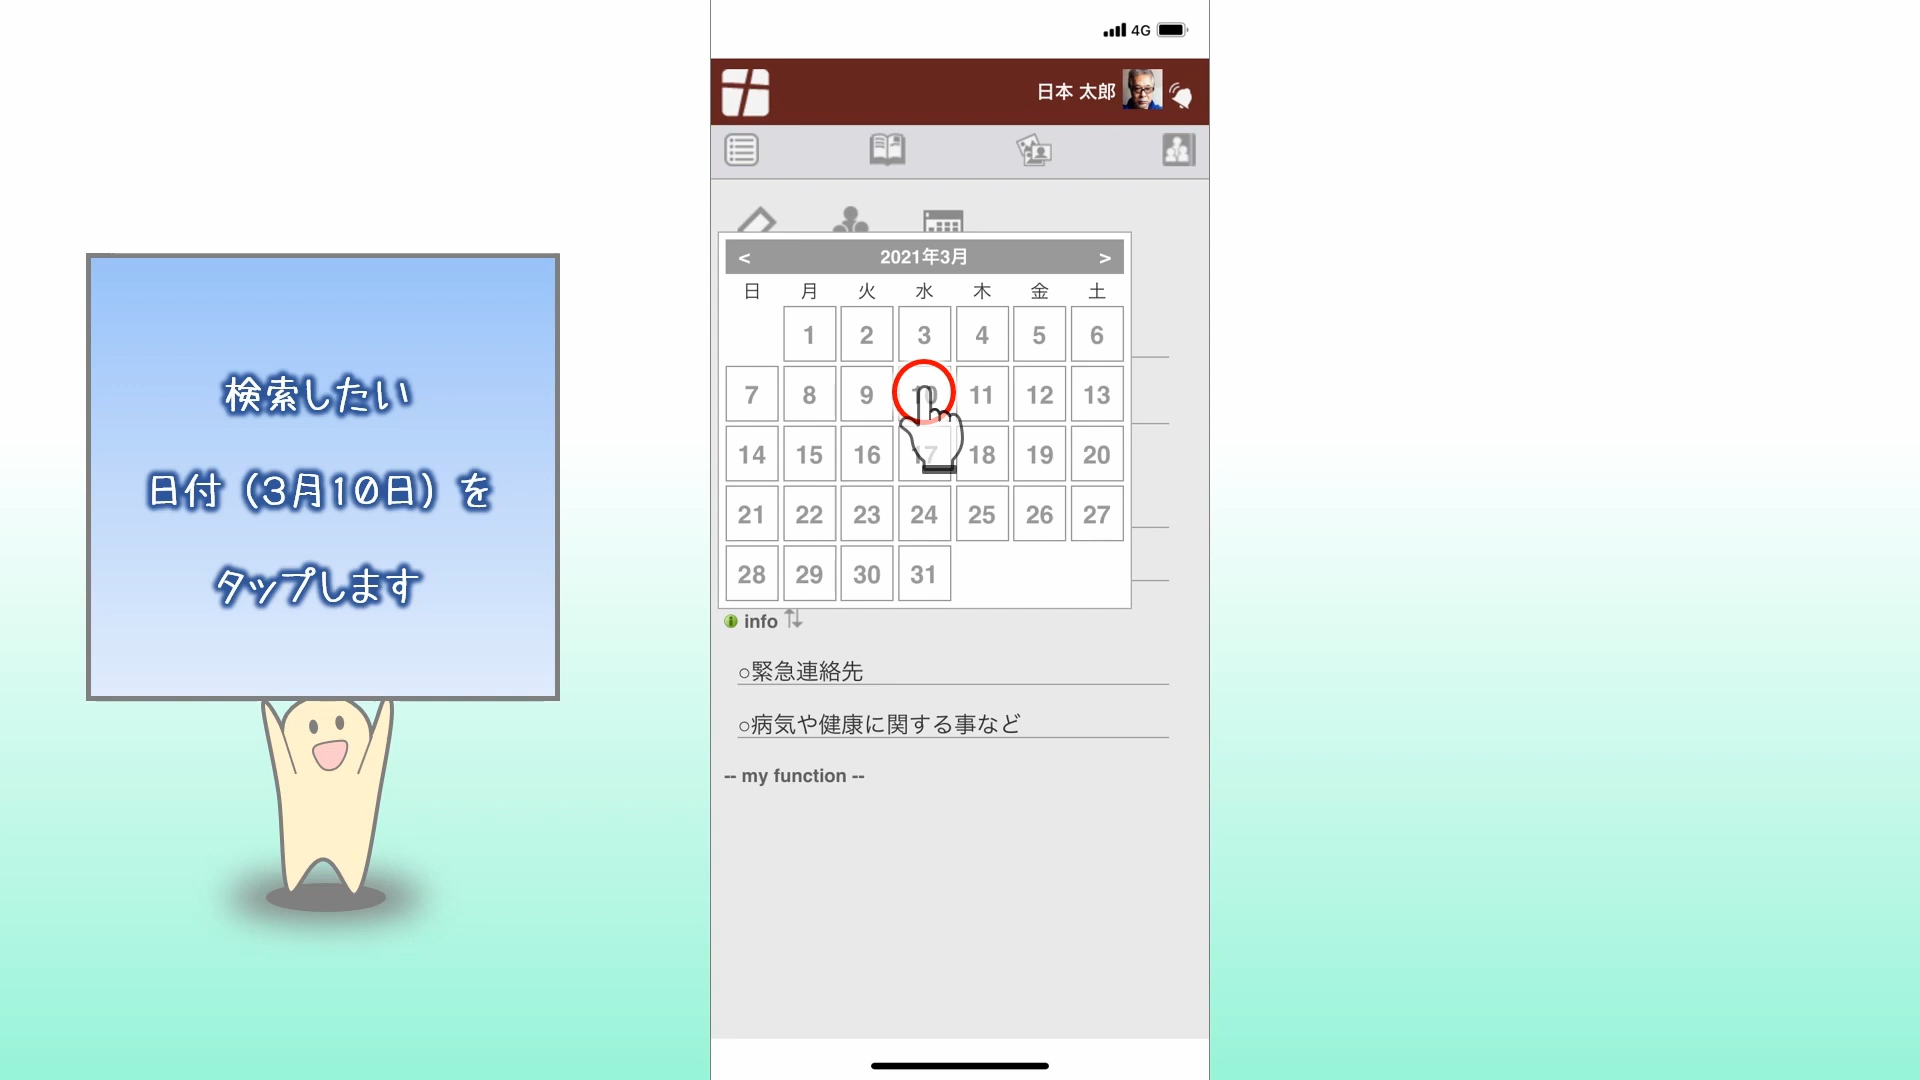 検索したい
日付（3月10日）を
タップします
4G
日本 太郎
< 2021年3月 >
日 月 火 水 木 金 土
1 2 3 4 5 6
7 8 9 10 11 12 13
14 15 16 17 18 19 20
21 22 23 24 25 26 27
28 29 30 31
info
○緊急連絡先
○病気や健康に関する事など
-- my function --